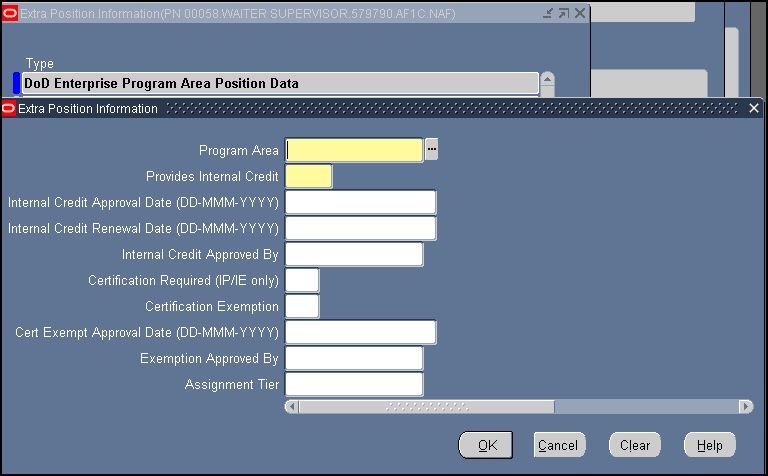 Extra Position Information(PN 00058.WAITER SUPERVISOR.579790.AF1C.NAF)
Type
DoD Enterprise Program Area Position Data
Extra Position Information
Program Area
...
Provides Internal Credit
Internal Credit Approval Date (DD-MMM-YYYY)
Internal Credit Renewal Date (DD-MMM-YYYY)
Internal Credit Approved By
Certification Required (IP/IE only)
Certification Exemption
Cert Exempt Approval Date (DD-MMM-YYYY)
Exemption Approved By
Assignment Tier
OK
Cancel
Clear
Help